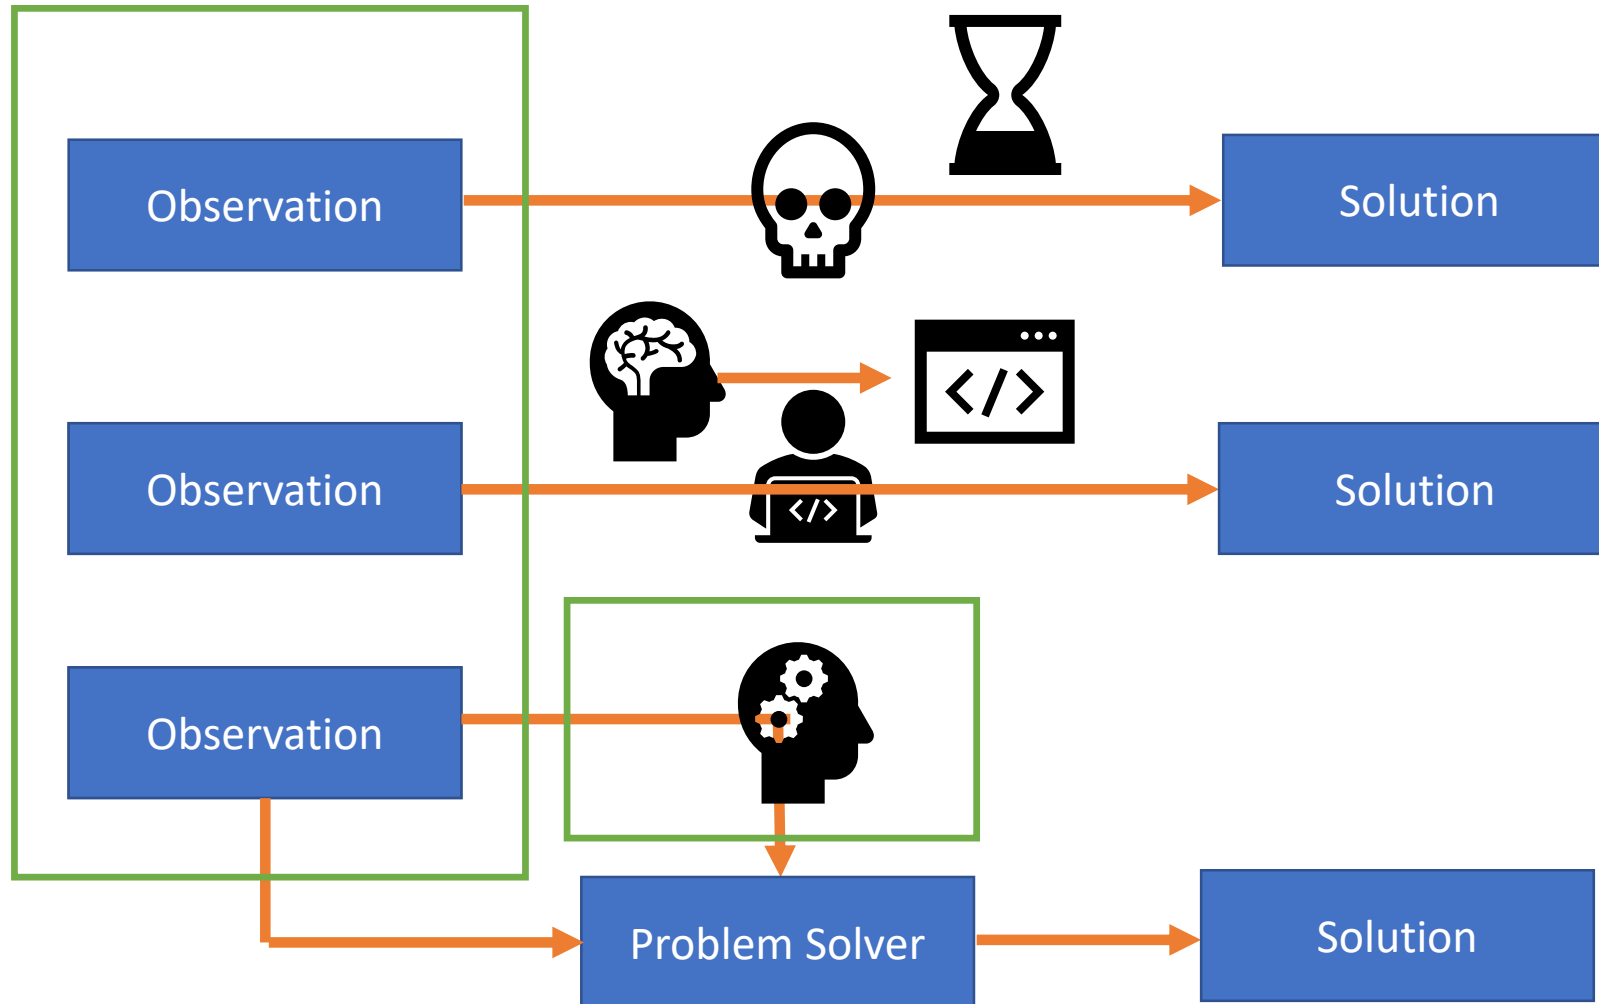 Observation
Solution
</>
Observation
</>
Solution
Observation
Problem Solver
Solution